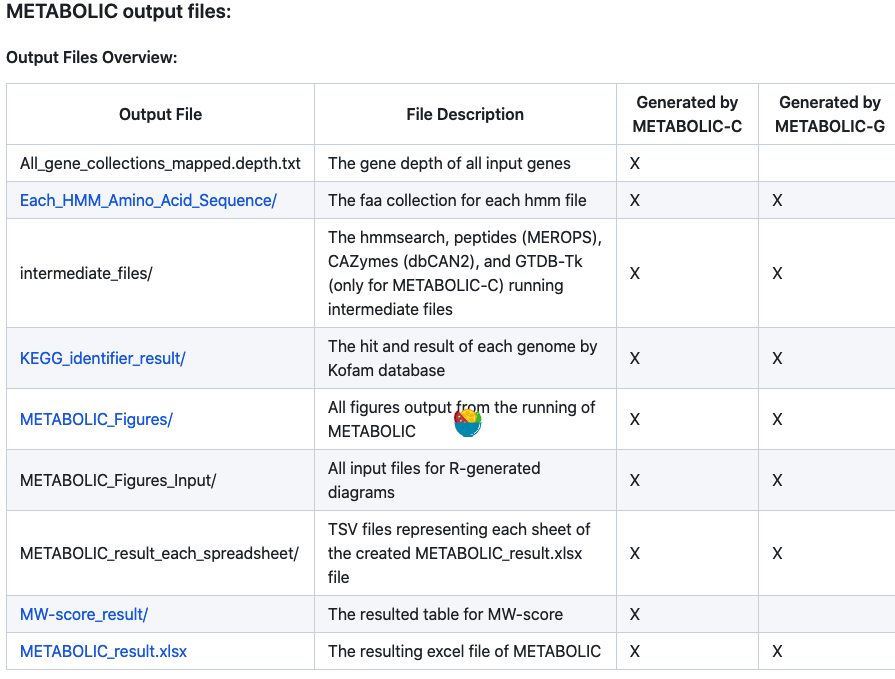 METABOLIC output files:
Output Files Overview:
Output File File Description Generated by METABOLIC-C Generated by METABOLIC-G
All_gene_collections_mapped.depth.txt The gene depth of all input genes X
Each_HMM_Amino_Acid_Sequence/ The faa collection for each hmm file X X
intermediate_files/ The hmmsearch, peptides (MEROPS),
CAZymes (dbCAN2), and GTDB-Tk
(only for METABOLIC-C) running
intermediate files X X
KEGG_identifier_result/ The hit and result of each genome by
Kofam database X X
METABOLIC_Figures/ All figures output from the running of
METABOLIC X X
METABOLIC_Figures_Input/ All input files for R-generated
diagrams X X
METABOLIC_result_each_spreadsheet/ TSV files representing each sheet of
the created METABOLIC_result.xlsx
file X X
MW-score_result/ The resulted table for MW-score X
METABOLIC_result.xlsx The resulting excel file of METABOLIC X X